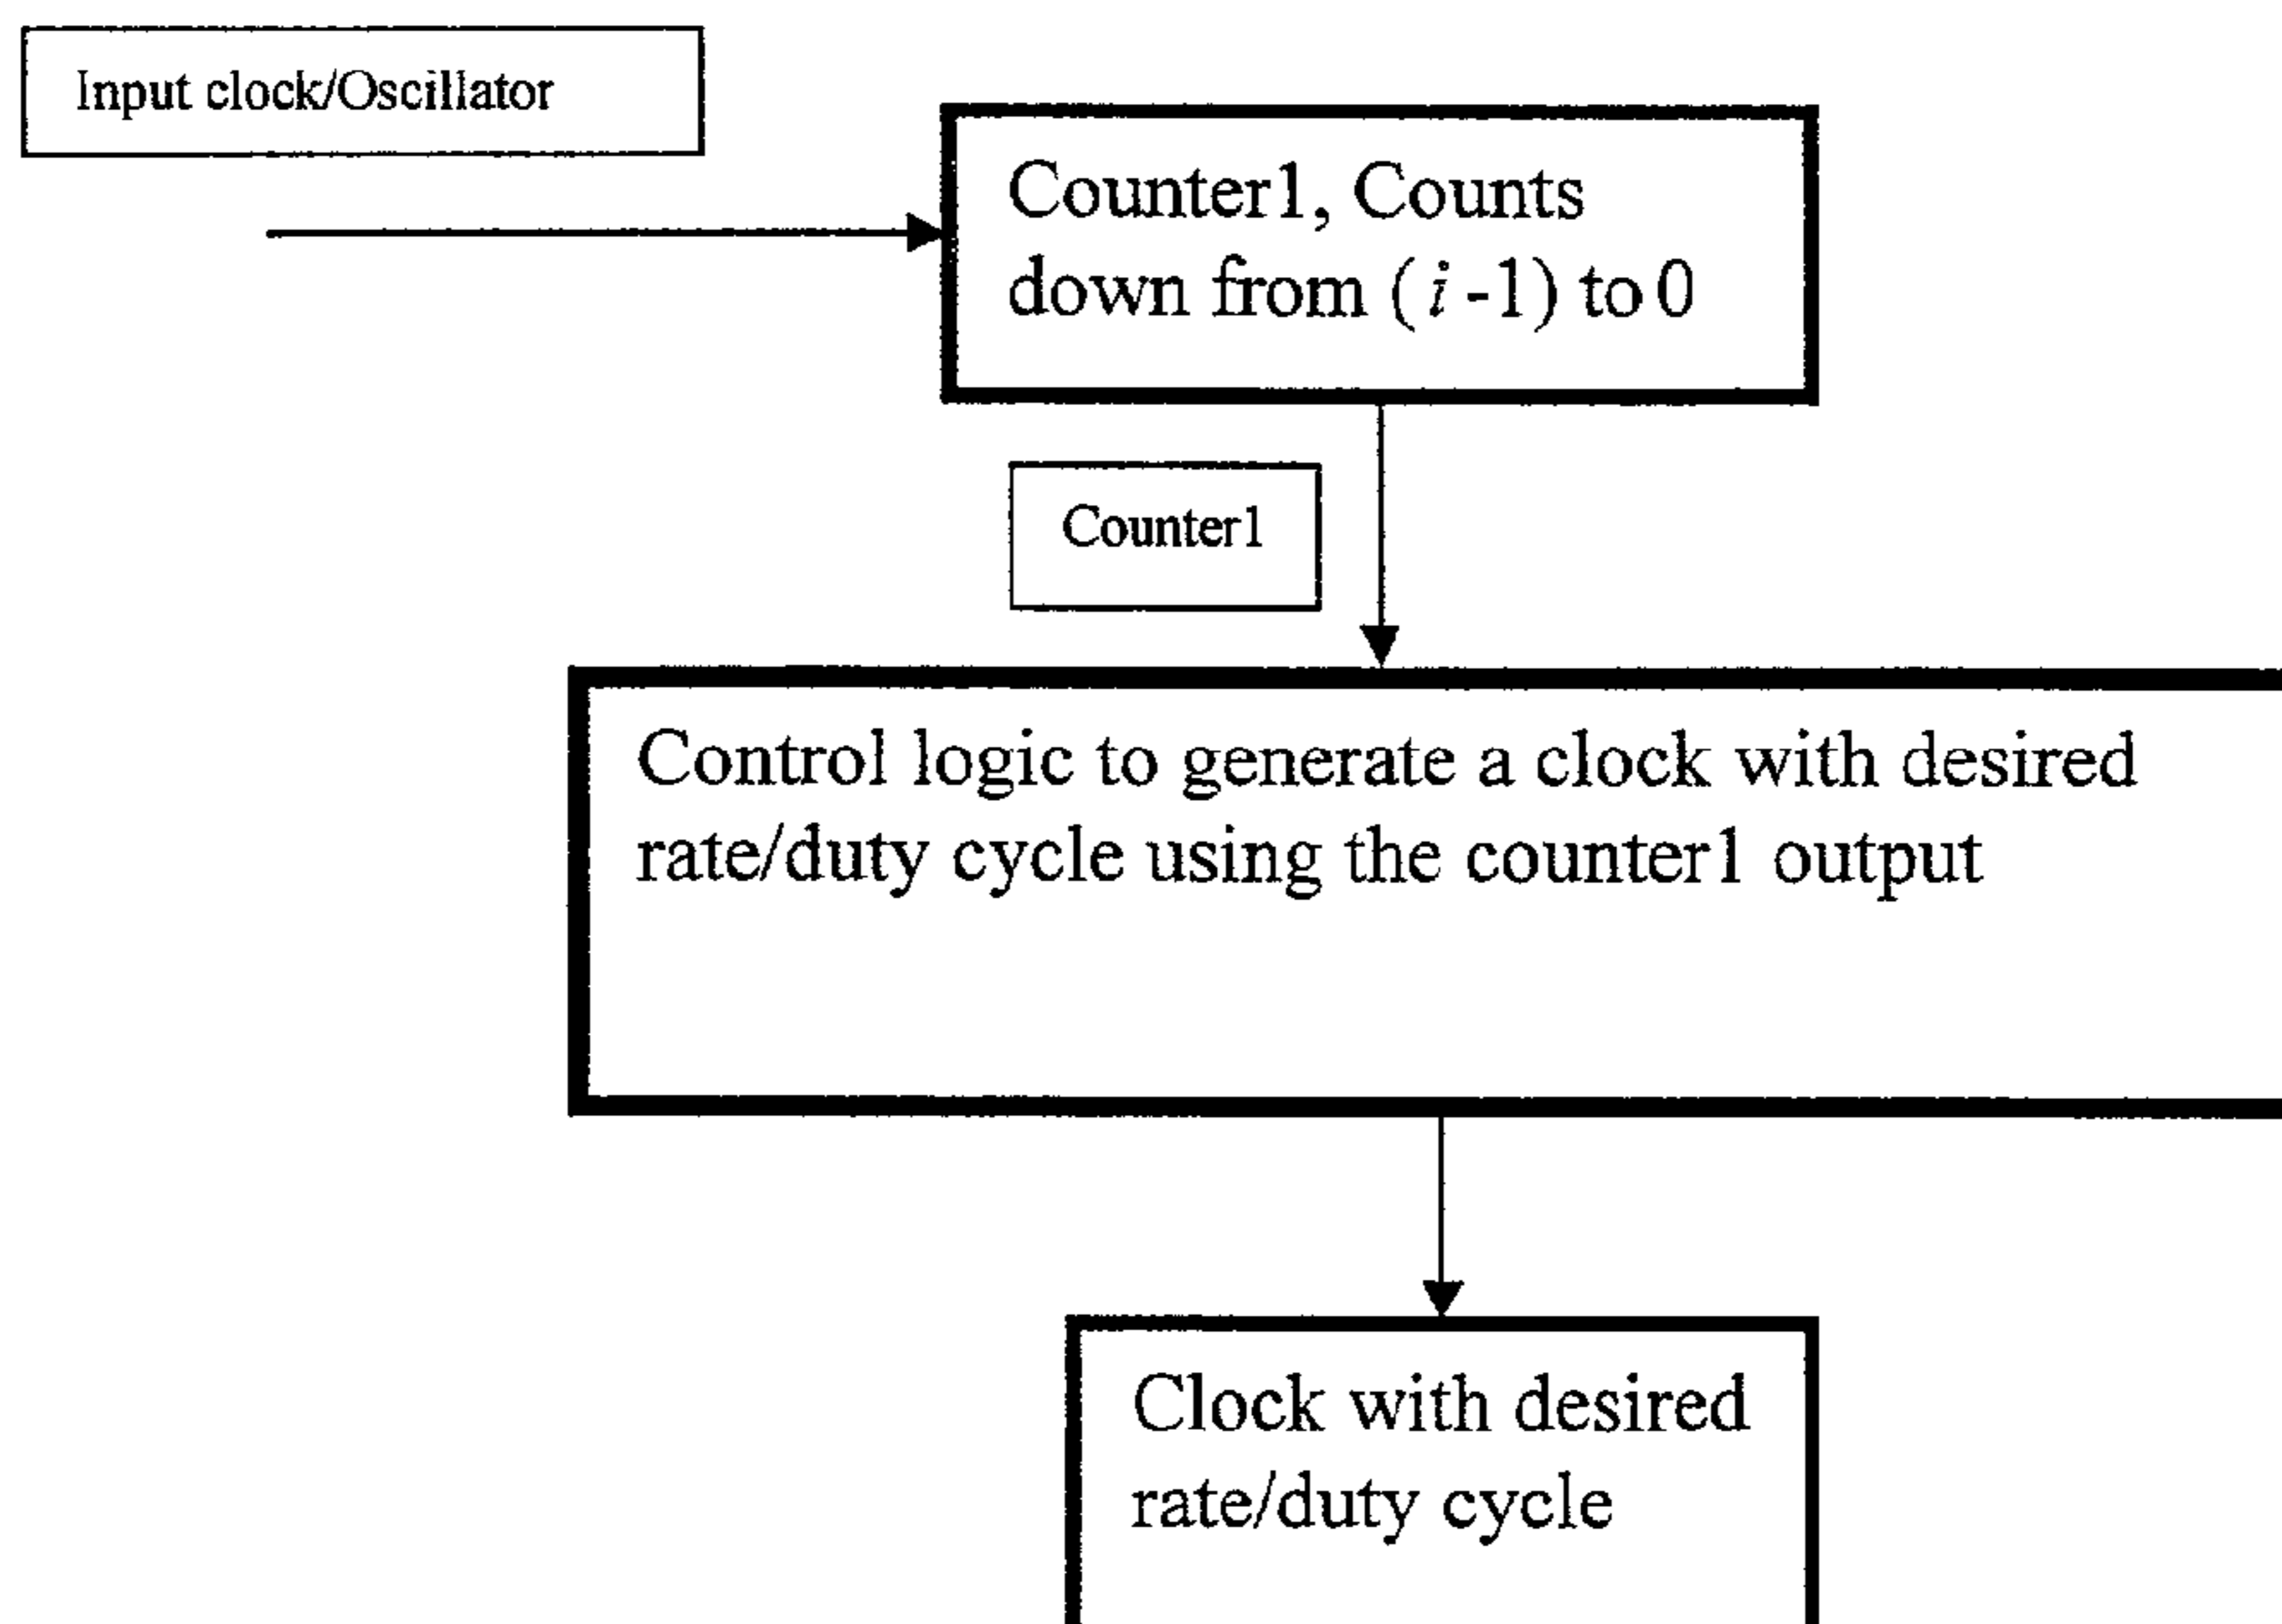 Input clock/Oscillator
Counter1, Counts
down from (i-1) to 0
Counter1
Control logic to generate a clock with desired
rate/duty cycle using the counter1 output
Clock with desired
rate/duty cycle